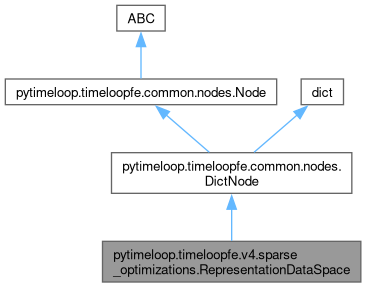 ABC
pytimeloop.timeloopfe.common.nodes.Node
dict
pytimeloop.timeloopfe.common.nodes.
DictNode
pytimeloop.timeloopfe.v4.sparse
_optimizations.RepresentationDataSpace